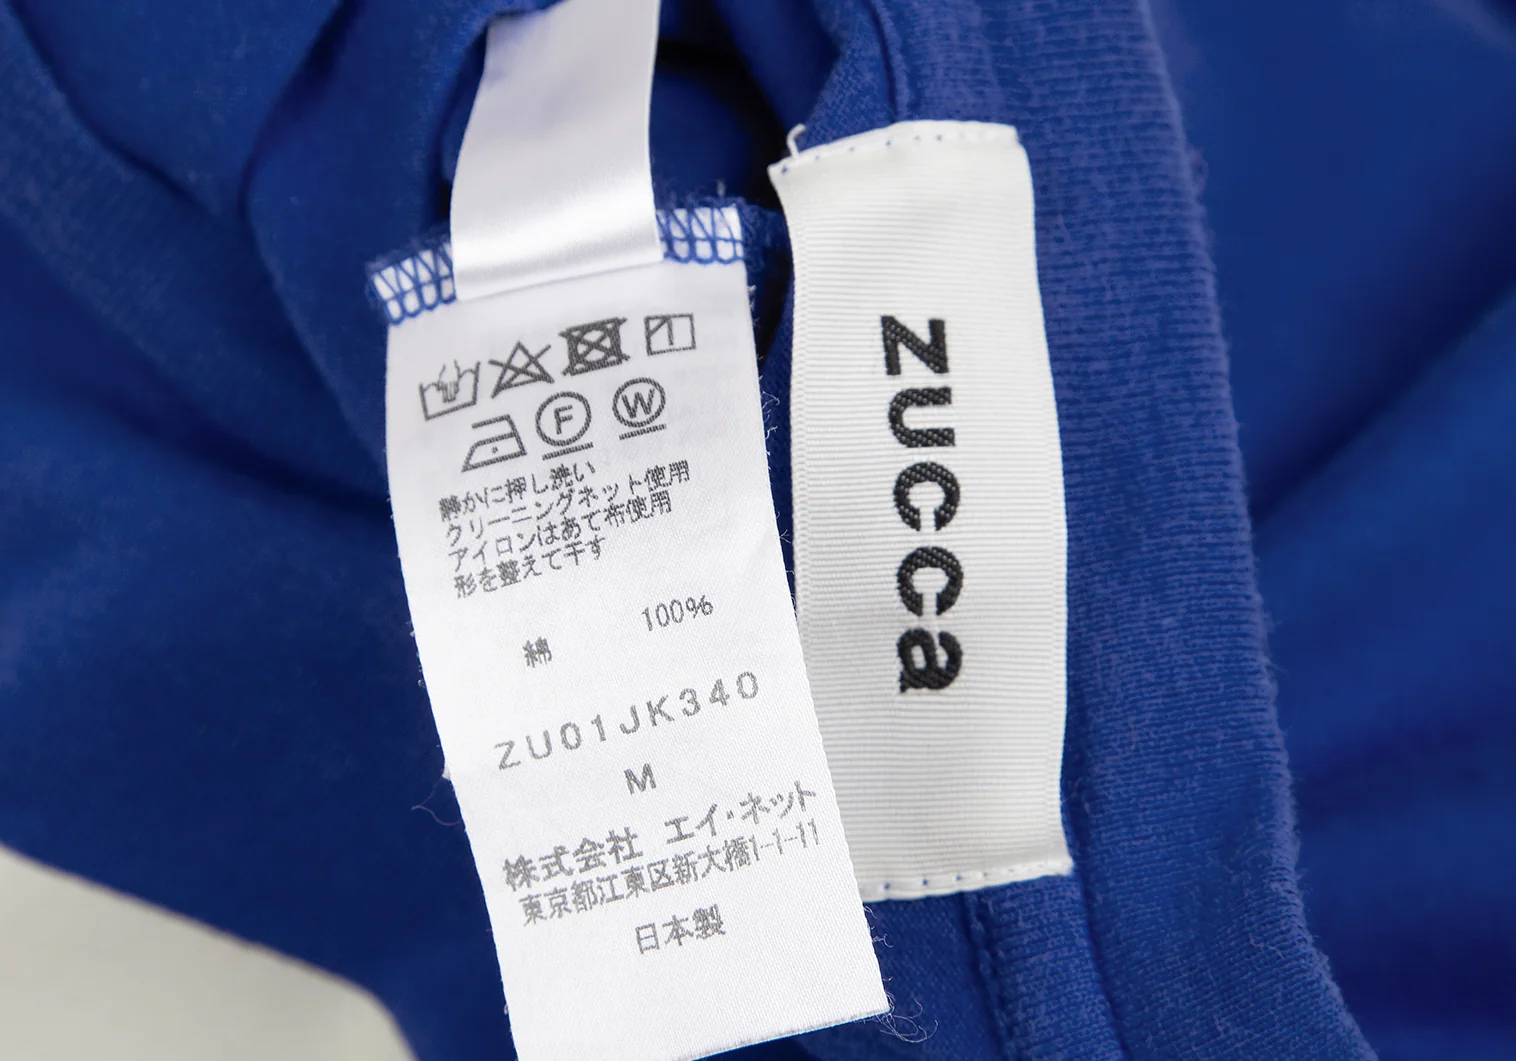 F W
静かに押し洗い
クリーニングネット使用
アイロンはあて布使用
形を整えて干す
綿 100%
ZU01JK340
M
株式会社 エイ・ネット
東京都江東区新大橋1-1-11
日本製
zucca